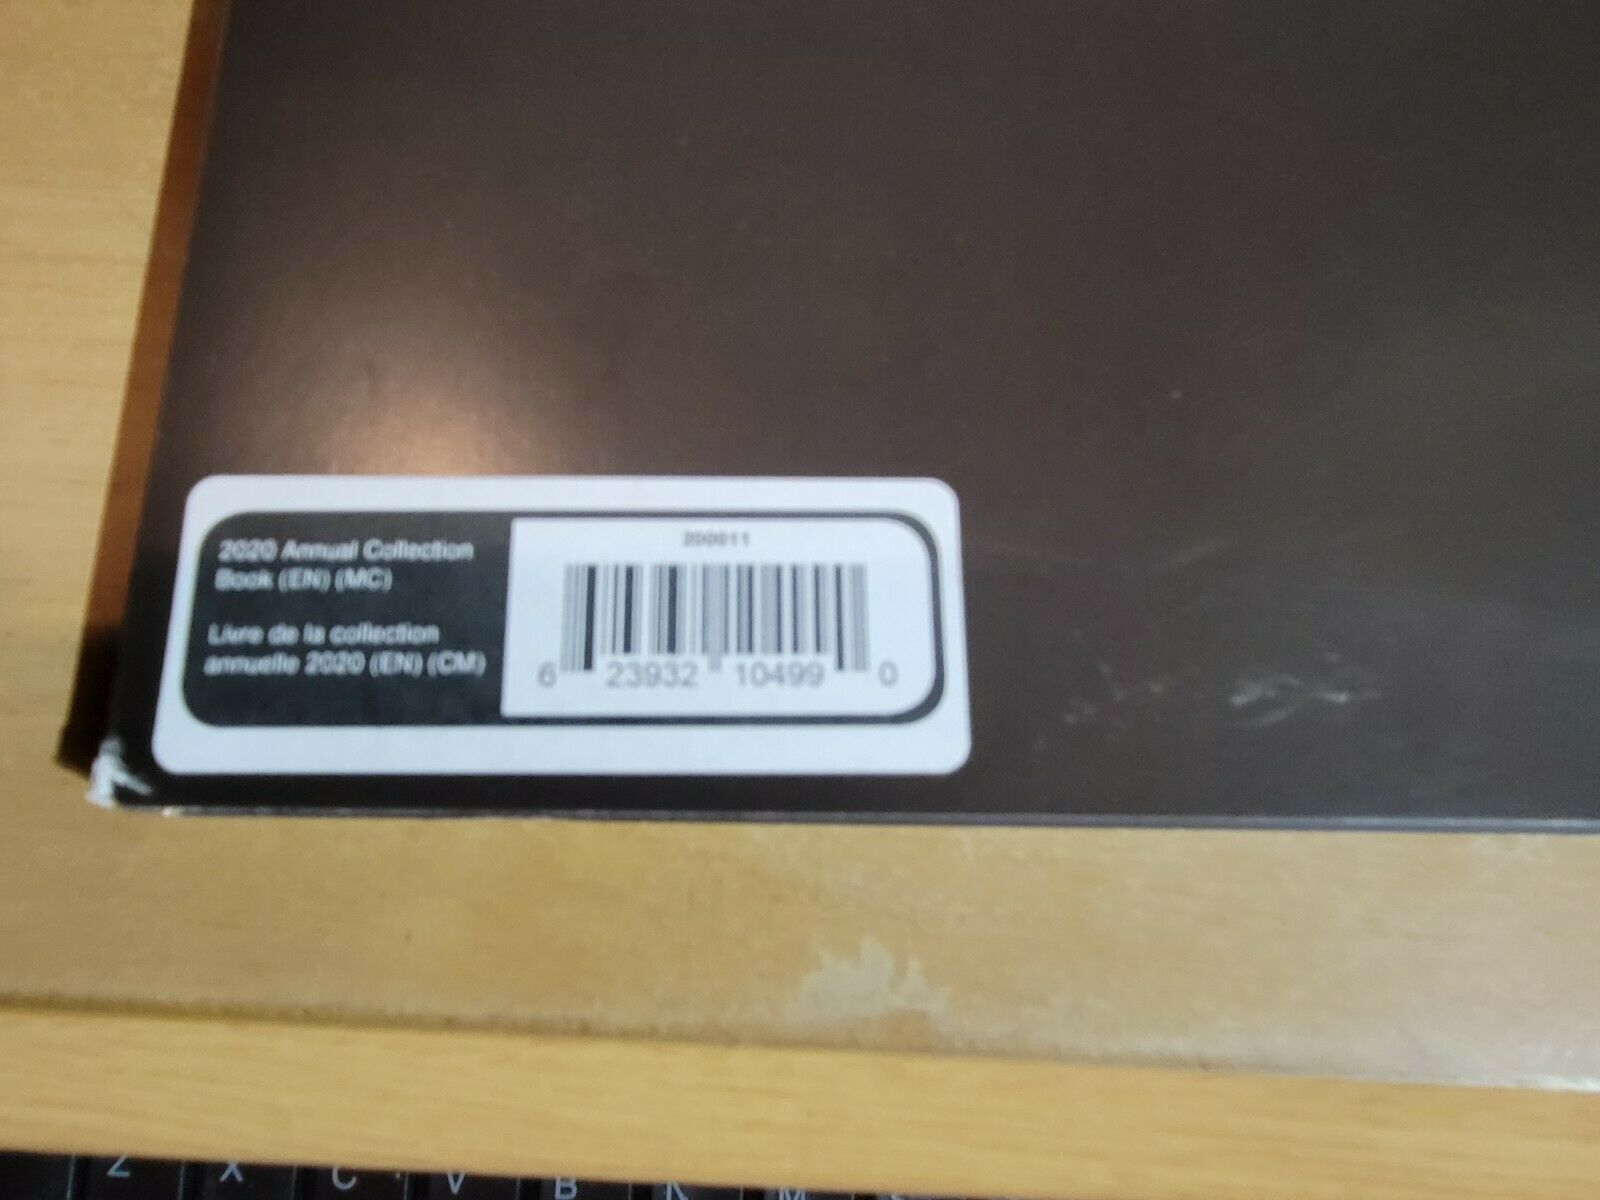 2020 Annual Collection
Book (EN) (MC)
Livre de la collection
annuelle 2020 (EN) (CM)
200011
6 23932 10499 0
Z X C V B N M